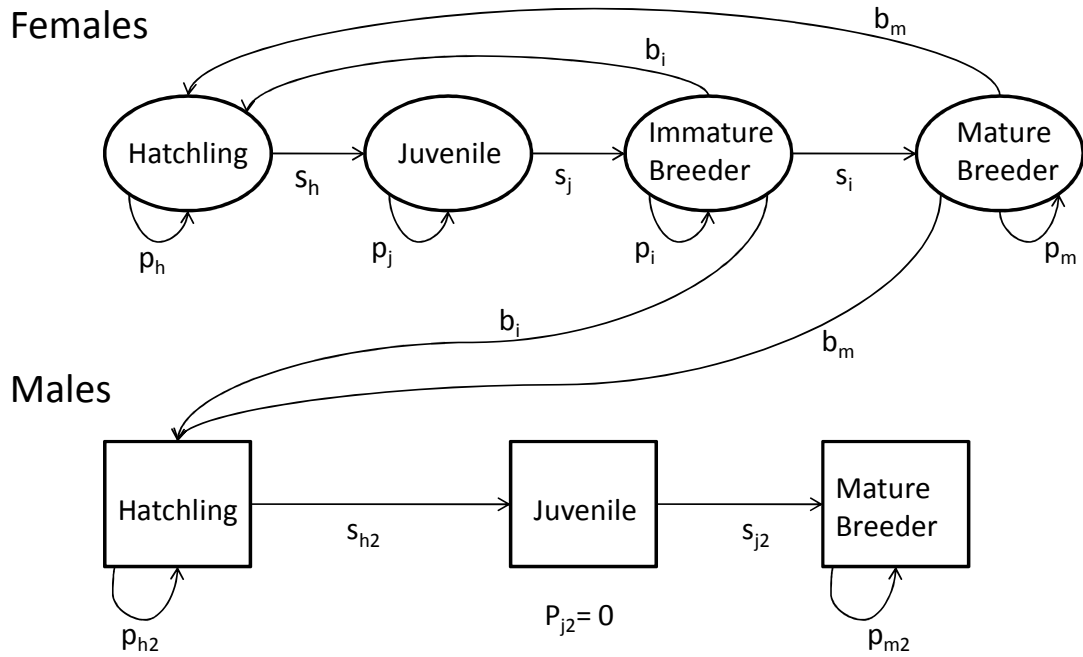 Females
b_m
b_i
Hatchling
Juvenile
Immature
Breeder
Mature
Breeder
s_h
s_j
s_i
p_h
p_j
p_i
p_m
b_i
b_m
Males
Hatchling
Juvenile
Mature
Breeder
s_h2
s_j2
P_j2= 0
p_h2
p_m2